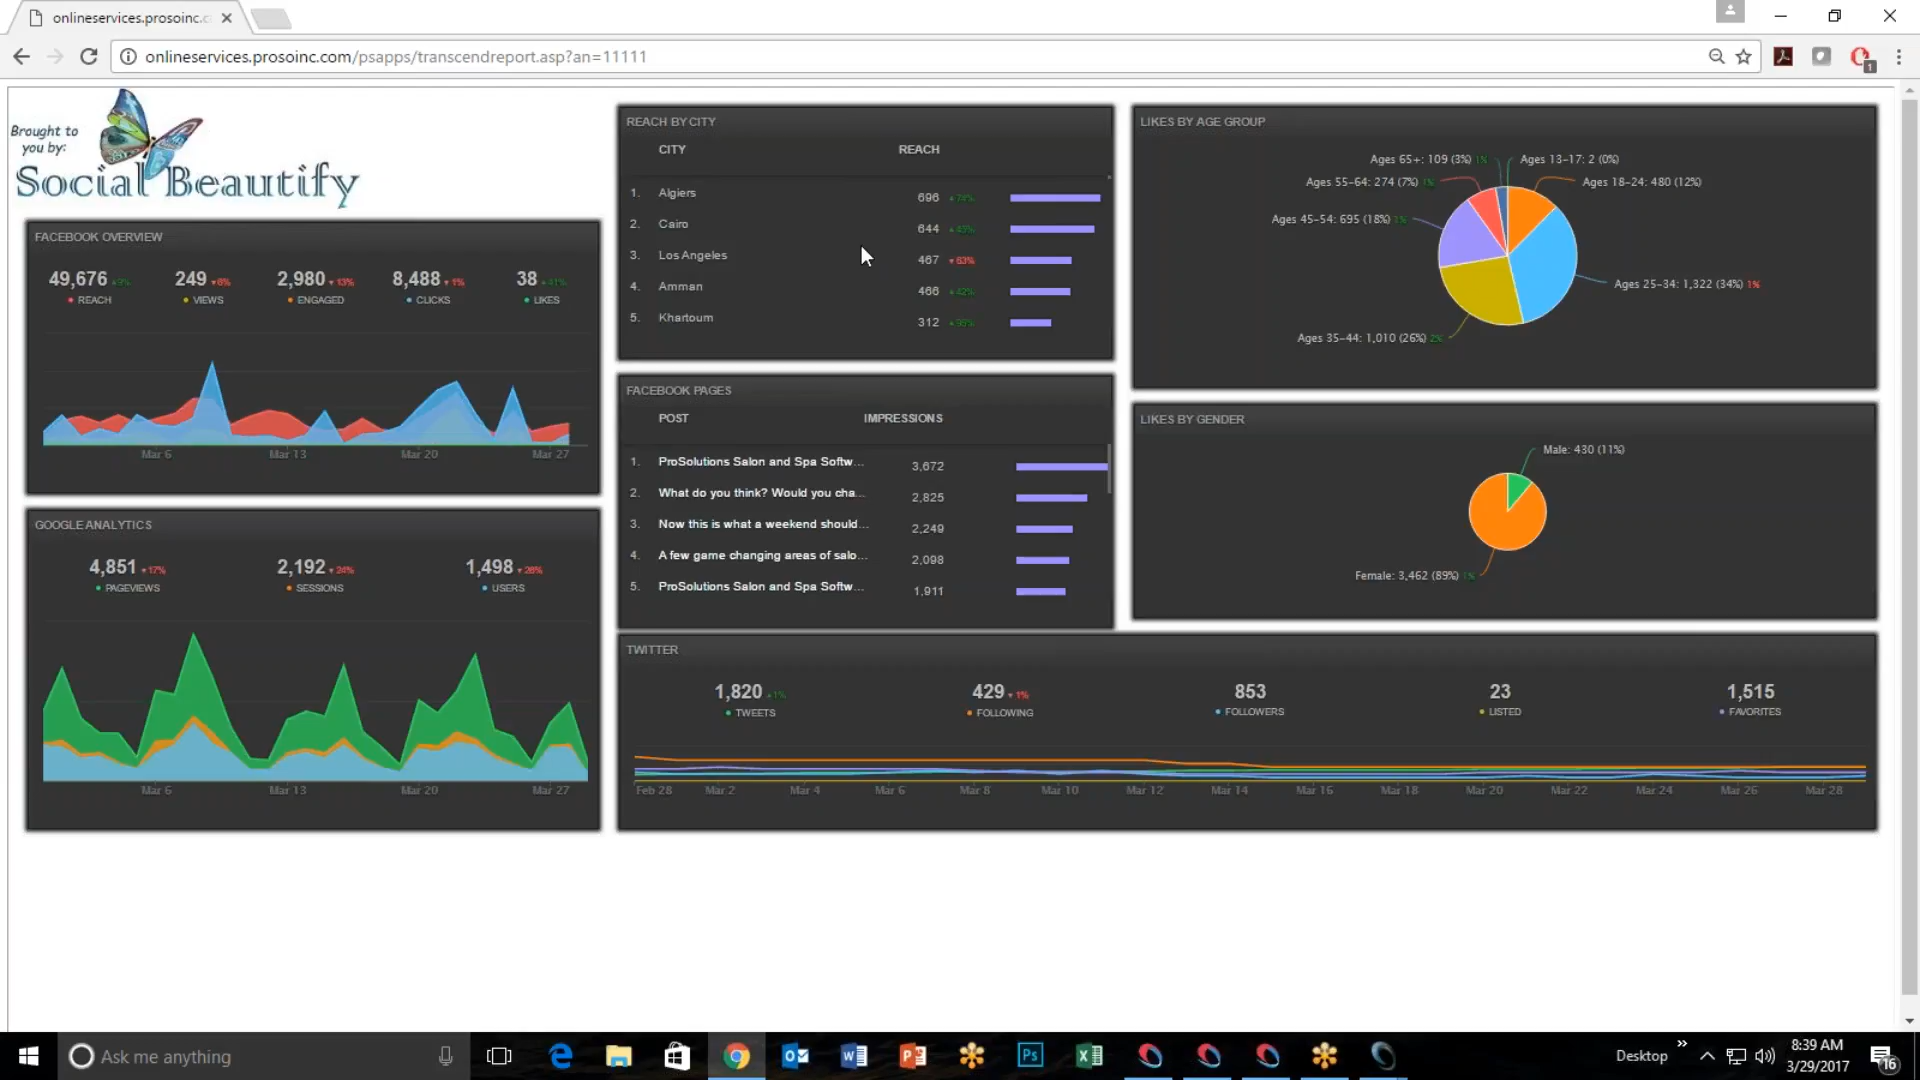 onlineservices.prosoinc.c
onlineservices.prosoinc.com/psapps/transcendreport.asp?an=11111
Brought to
you by:
Social Beautify
FACEBOOK OVERVIEW
49,676 249 2,980 ▾13% 8,488 ▾1% 38
REACH VIEWS ENGAGED CLICKS LIKES
Mar 6 Mar 13 Mar 20 Mar 27
GOOGLE ANALYTICS
4,851 ▾17% 2,192 ▾24% 1,498
PAGEVIEWS SESSIONS USERS
Mar 6 Mar 13 Mar 20 Mar 27
REACH BY CITY
CITY REACH
1. Algiers 696
2. Cairo 644
3. Los Angeles 467
4. Amman 466
5. Khartoum 312
FACEBOOK PAGES
POST IMPRESSIONS
1. ProSolutions Salon and Spa Softw... 3,672
2. What do you think? Would you cha... 2,825
3. Now this is what a weekend should... 2,249
4. A few game changing areas of salo... 2,098
5. ProSolutions Salon and Spa Softw... 1,911
LIKES BY AGE GROUP
Ages 65+: 109 (3%) 1% Ages 13-17: 2 (0%)
Ages 55-64: 274 (7%) 1% Ages 18-24: 480 (12%)
Ages 45-54: 695 (18%) 1%
Ages 25-34: 1,322 (34%) 1%
Ages 35-44: 1,010 (26%) 2%
LIKES BY GENDER
Male: 430 (11%)
Female: 3,462 (89%) 1%
TWITTER
1,820 ▴1% 429 ▾1% 853 23 1,515
TWEETS FOLLOWING FOLLOWERS LISTED FAVORITES
Feb 28 Mar 2 Mar 4 Mar 6 Mar 8 Mar 10 Mar 12 Mar 14 Mar 16 Mar 18 Mar 20 Mar 22 Mar 24 Mar 26 Mar 28
Ask me anything
Desktop
8:39 AM
3/29/2017
16